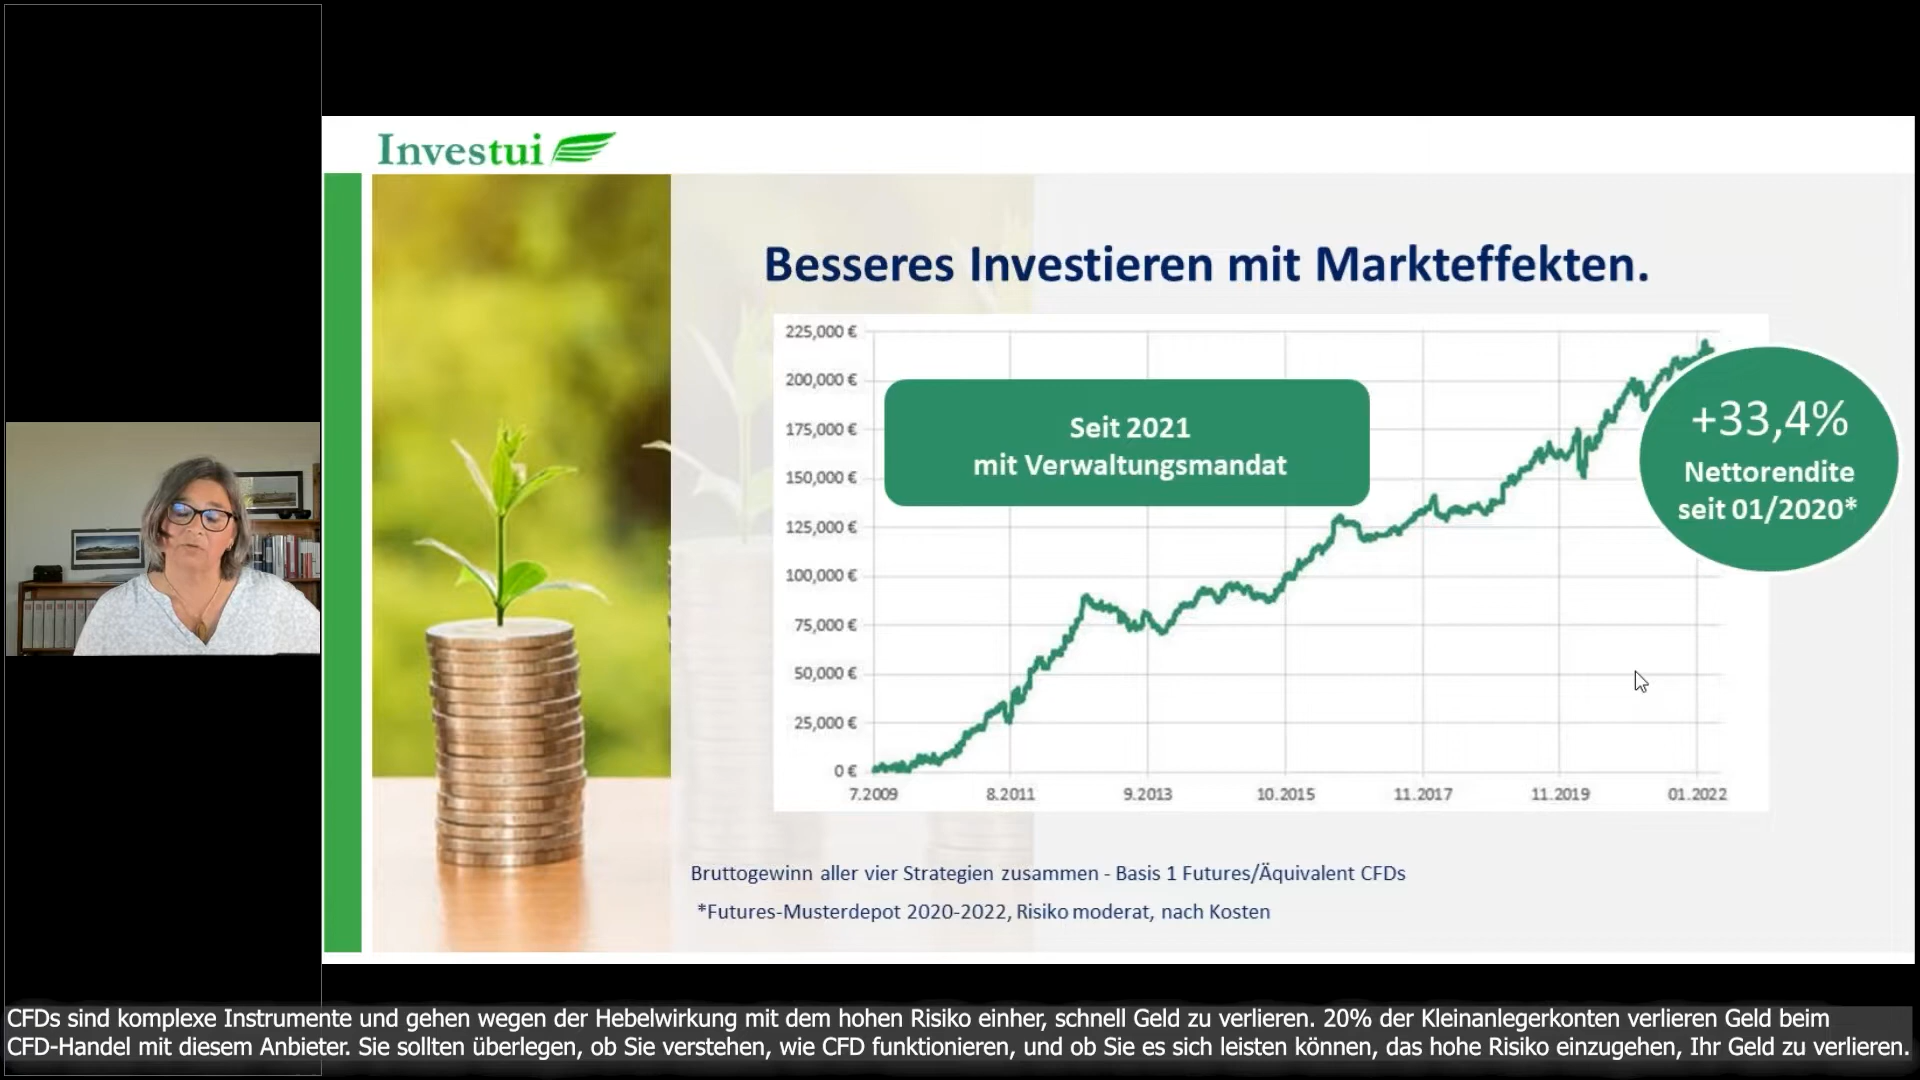 Investui
Besseres Investieren mit Markteffekten.
225,000 €
200,000 €
175,000 €
150,000 €
125,000 €
100,000 €
75,000 €
50,000 €
25,000 €
0 €
7.2009 8.2011 9.2013 10.2015 11.2017 11.2019 01.2022
Seit 2021
mit Verwaltungsmandat
+33,4%
Nettorendite
seit 01/2020*
Bruttogewinn aller vier Strategien zusammen - Basis 1 Futures/Äquivalent CFDs
*Futures-Musterdepot 2020-2022, Risiko moderat, nach Kosten
CFDs sind komplexe Instrumente und gehen wegen der Hebelwirkung mit dem hohen Risiko einher, schnell Geld zu verlieren. 20% der Kleinanlegerkonten verlieren Geld beim
CFD-Handel mit diesem Anbieter. Sie sollten überlegen, ob Sie verstehen, wie CFD funktionieren, und ob Sie es sich leisten können, das hohe Risiko einzugehen, Ihr Geld zu verlieren.